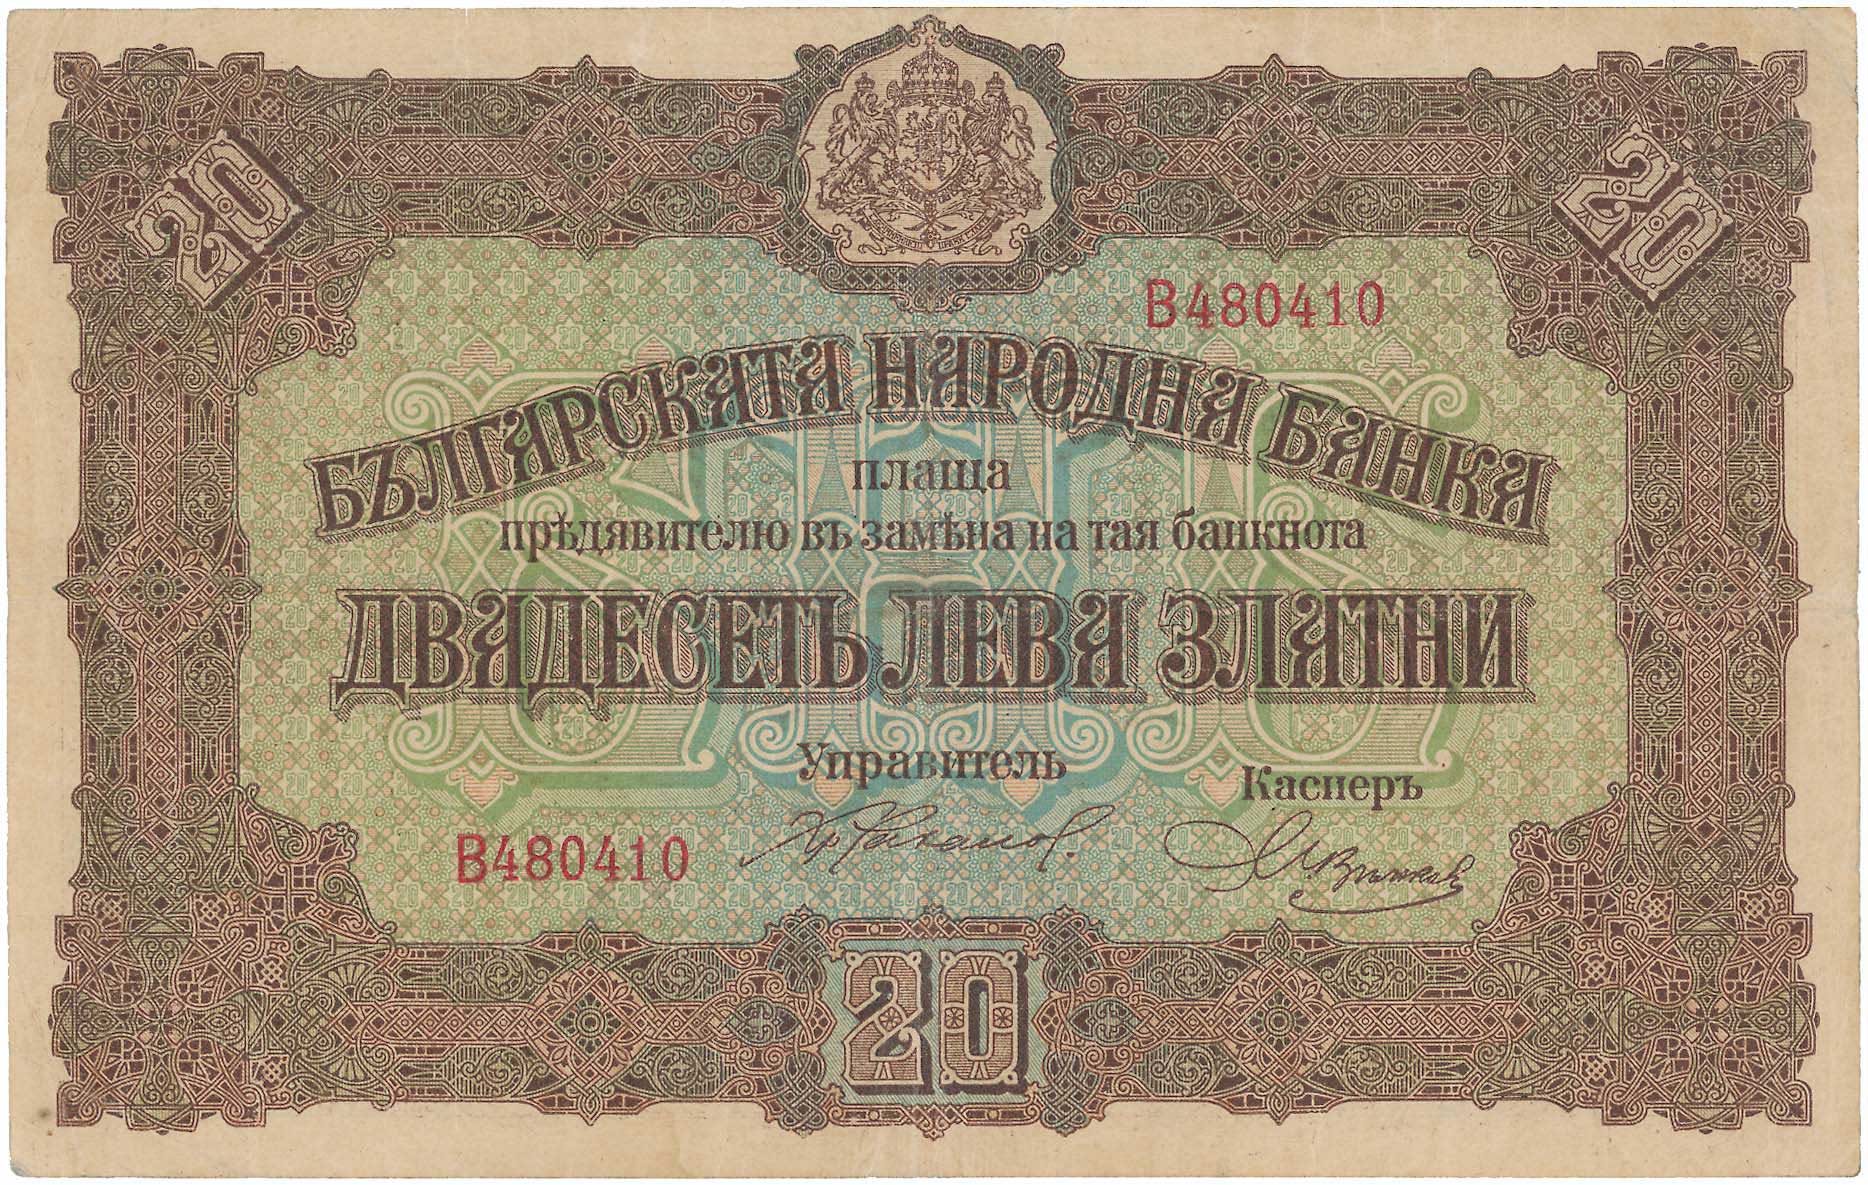 20
20
В480410
БЪЛГАРСКАТА НАРОДНА БАНКА
плаща
прѣдявителю въ замѣна на тая банкнота
ДВАДЕСЕТЬ ЛЕВА ЗЛАТНИ
Управитель
Касиеръ
В480410
20